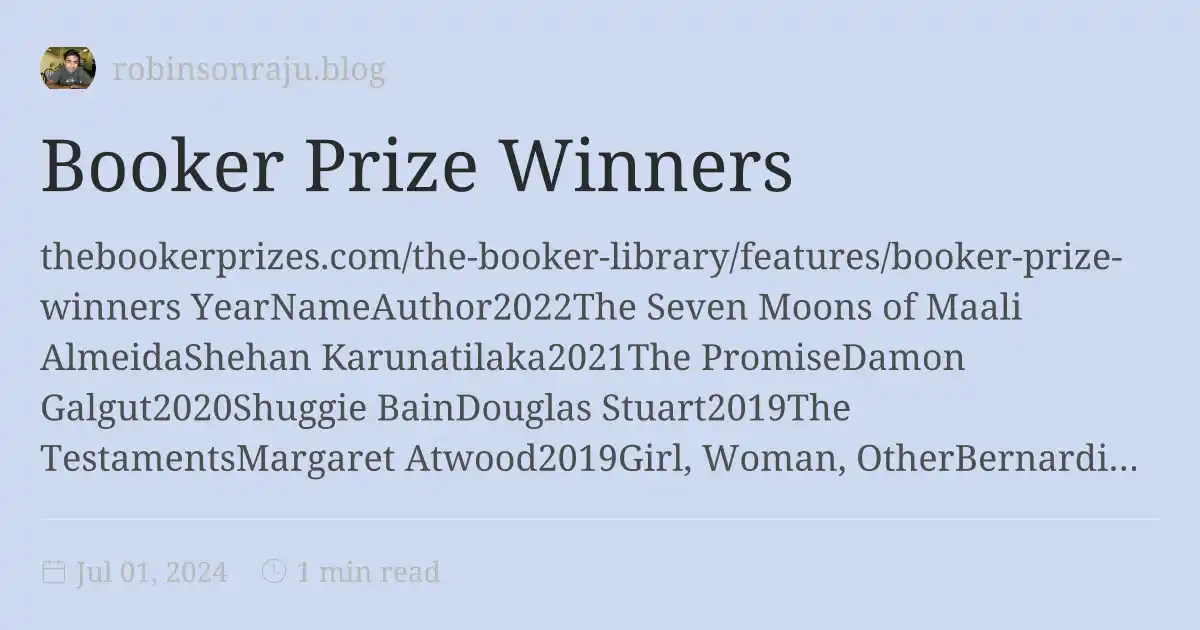 robinsonraju.blog
Booker Prize Winners
thebookerprizes.com/the-booker-library/features/booker-prize-
winners YearNameAuthor2022The Seven Moons of Maali
AlmeidaShehan Karunatilaka2021The PromiseDamon
Galgut2020Shuggie BainDouglas Stuart2019The
TestamentsMargaret Atwood2019Girl, Woman, OtherBernardi...
Jul 01, 2024 1 min read